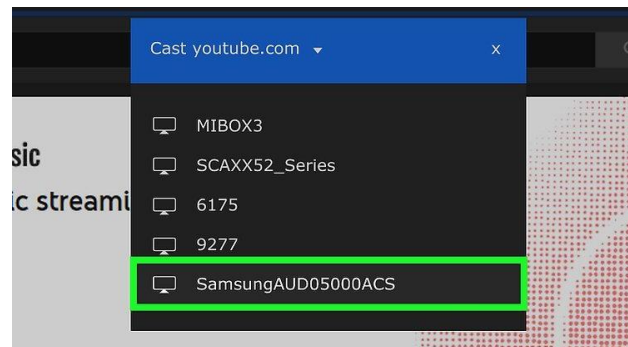 Cast youtube.com
x
MIBOX3
sic
SCAXX52_Series
ic streami
6175
9277
SamsungAUD05000ACS